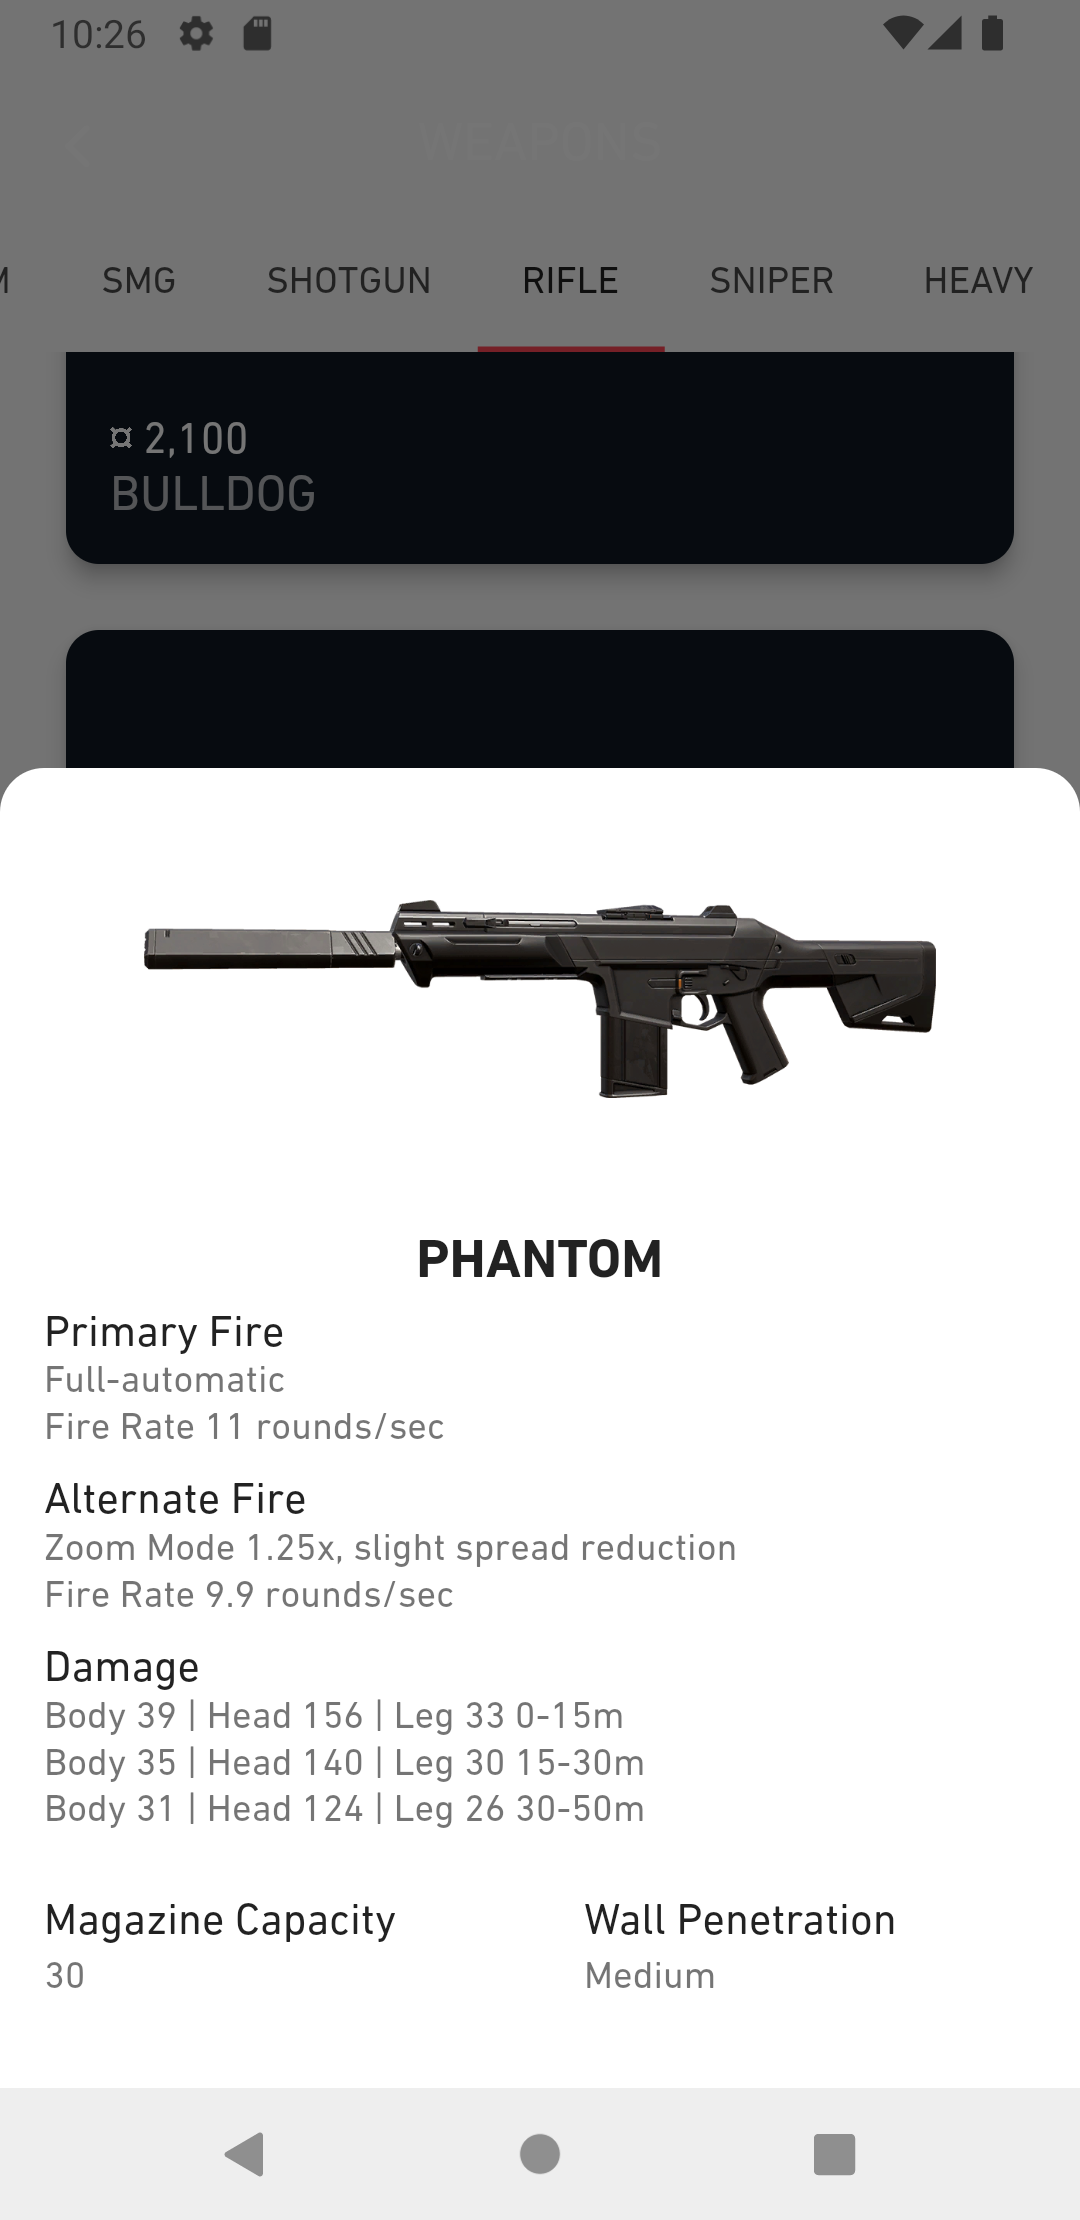 10:26
WEAPONS
M SMG SHOTGUN RIFLE SNIPER HEAVY
¤ 2,100
BULLDOG
PHANTOM
Primary Fire
Full-automatic
Fire Rate 11 rounds/sec
Alternate Fire
Zoom Mode 1.25x, slight spread reduction
Fire Rate 9.9 rounds/sec
Damage
Body 39 | Head 156 | Leg 33 0-15m
Body 35 | Head 140 | Leg 30 15-30m
Body 31 | Head 124 | Leg 26 30-50m
Magazine Capacity Wall Penetration
30 Medium